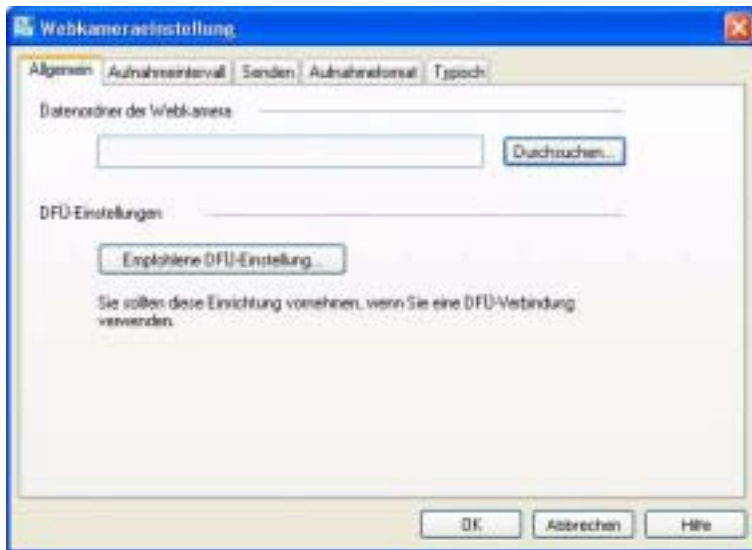 Webkameraeinstellung
Allgemein Aufnahmeintervall Senden Aufnahmeformat Typisch
Datenordner der Webkamera
Durchsuchen...
DFÜ-Einstellungen
Empfohlene DFÜ-Einstellung...
Sie sollten diese Einrichtung vornehmen, wenn Sie eine DFÜ-Verbindung
verwenden.
OK Abbrechen Hilfe